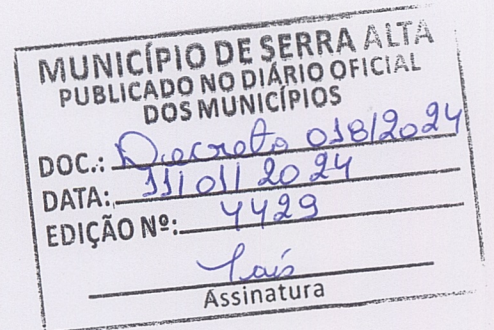 MUNICÍPIO DE SERRA ALTA
PUBLICADO NO DIÁRIO OFICIAL
DOS MUNICÍPIOS
DOC.: Decreto 018/2024
DATA: 11/01/2024
EDIÇÃO Nº: 4429
Laís
Assinatura